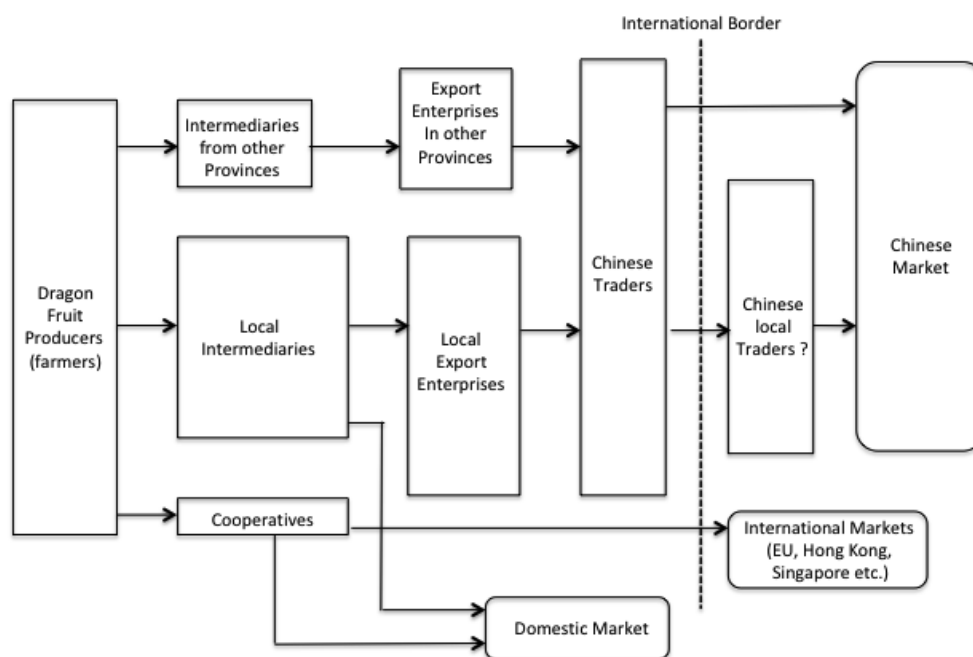 International Border
Dragon
Fruit
Producers
(farmers)
Intermediaries
from other
Provinces
Export
Enterprises
In other
Provinces
Local
Intermediaries
Local
Export
Enterprises
Cooperatives
Chinese
Traders
Chinese
local
Traders ?
Chinese
Market
International Markets
(EU, Hong Kong,
Singapore etc.)
Domestic Market